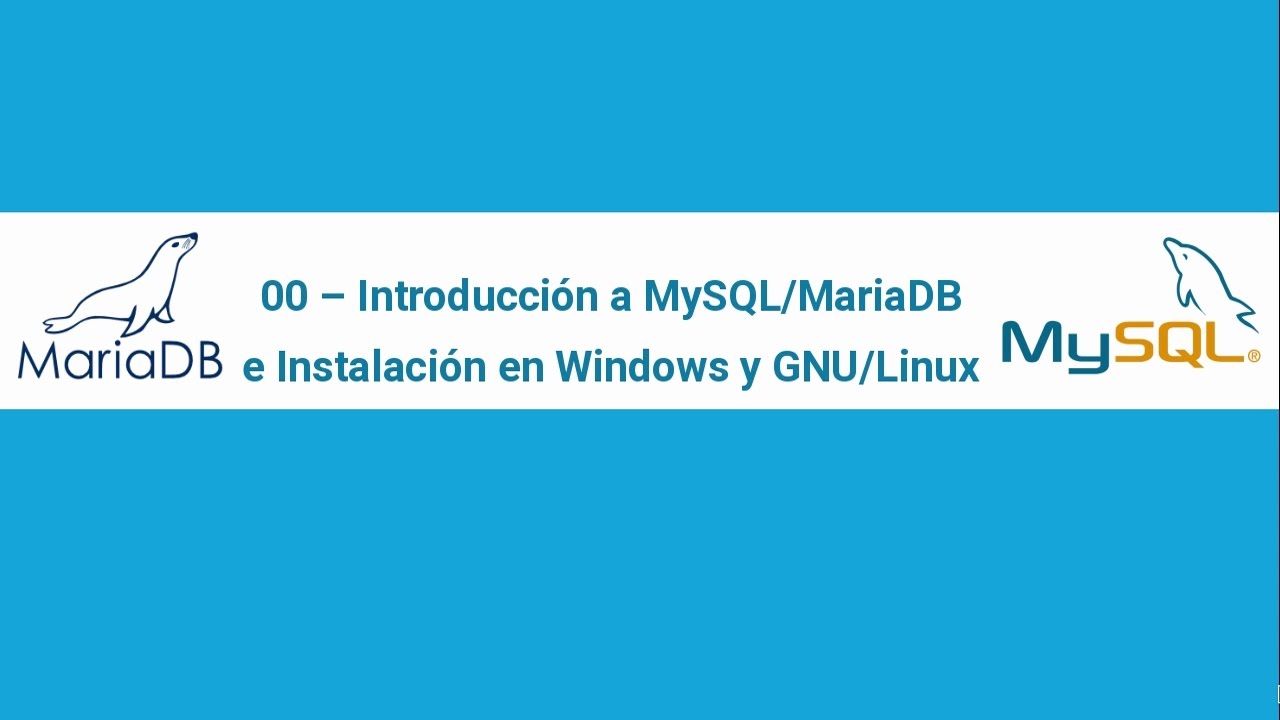 00 – Introducción a MySQL/MariaDB
e Instalación en Windows y GNU/Linux
MariaDB
MySQL®